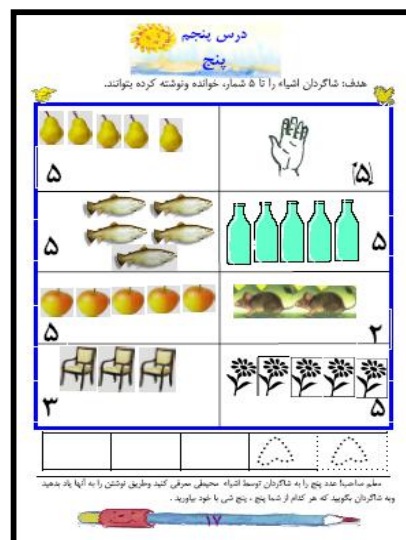 درس پنجم
پنج
هدف: شاگردان اشیاء را تا ۵ شمار، خوانده ونوشته کرده بتوانند.
۵
۵
۵
۵
۲
۵
۵
۳
معلم صاحب! عدد پنج را به شاگردان توسط اشیاء محیطی معرفی کنید وطریق نوشتن را به آنها یاد بدهید
وبه شاگردان بگویید که هر کدام از شما پنج ، پنج شی با خود بیاورید .
۱۷